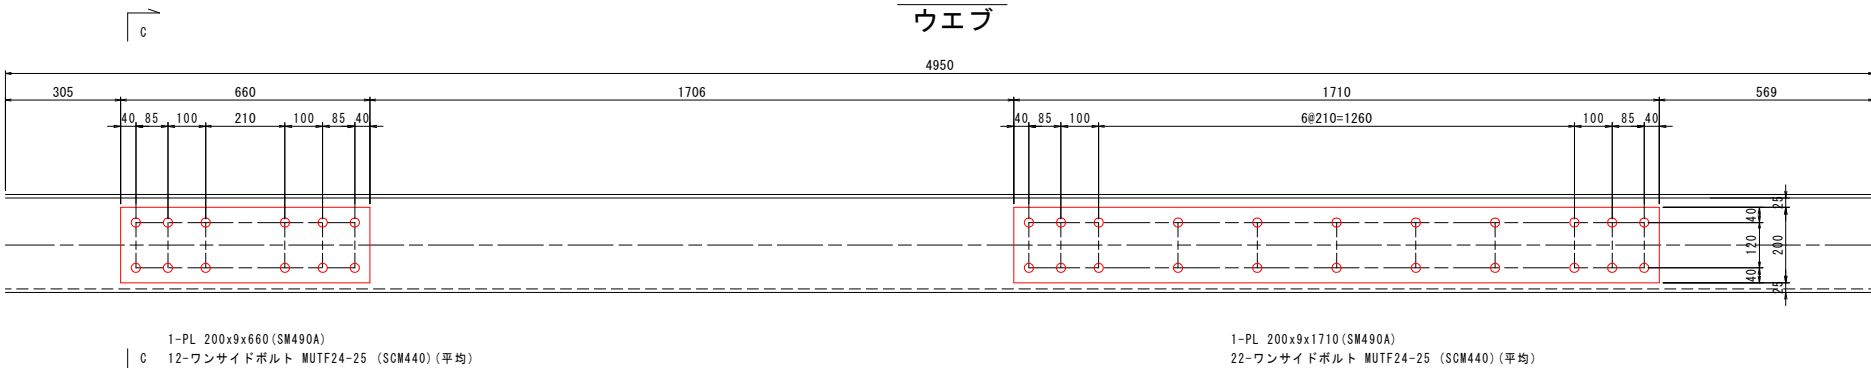 ウエブ
C
4950
305 660 1706 1710 569
40 85 100 210 100 85 40 40 85 100 6@210=1260 100 85 40
25
40
120 200
40
25
1-PL 200x9x660(SM490A) 1-PL 200x9x1710(SM490A)
C 12-ワンサイドボルト MUTF24-25 (SCM440)(平均) 22-ワンサイドボルト MUTF24-25 (SCM440)(平均)